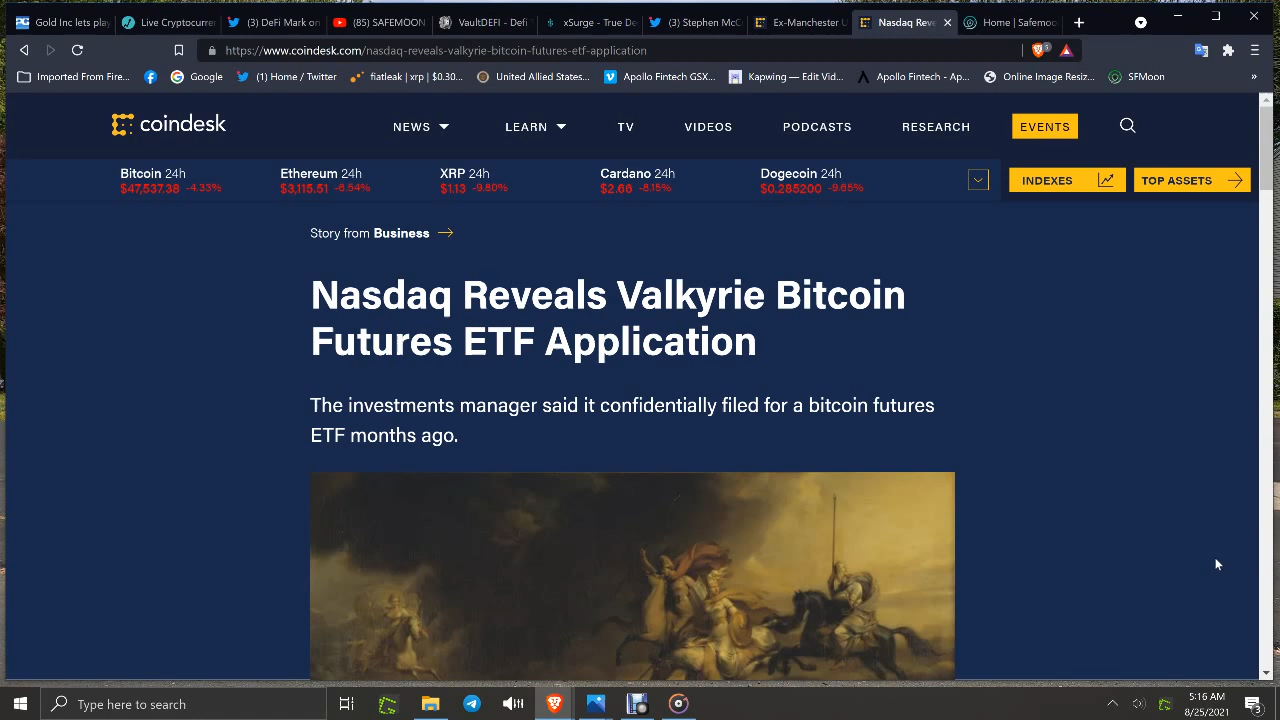 Gold lets play
Live Cryptocurre
(3) DeFi Mark on
(85) SAFEMOON
VaultDEFI - Defi
xSurge - True De
(3) Stephen McC
Ex-Manchester U
Nasdaq Reve
Home | Safemoo
https://www.coindesk.com/nasdaq-reveals-valkyrie-bitcoin-futures-etf-application
5
Imported From Fire...
Google
(1) Home / Twitter
fiatleak | xrp | $0.30...
United Allied States...
Apollo Fintech GSX...
Kapwing — Edit Vid...
Apollo Fintech - Ap...
Online Image Resiz...
SFMoon
»
coindesk
NEWS
LEARN
TV
VIDEOS
PODCASTS
RESEARCH
EVENTS
Bitcoin 24h
$47,537.38 -4.33%
Ethereum 24h
$3,115.51 -6.54%
XRP 24h
$1.13 -9.80%
Cardano 24h
$2.66 -8.15%
Dogecoin 24h
$0.285200 -9.65%
INDEXES
TOP ASSETS
Story from Business
Nasdaq Reveals Valkyrie Bitcoin
Futures ETF Application
The investments manager said it confidentially filed for a bitcoin futures
ETF months ago.
Type here to search
5:16 AM
8/25/2021